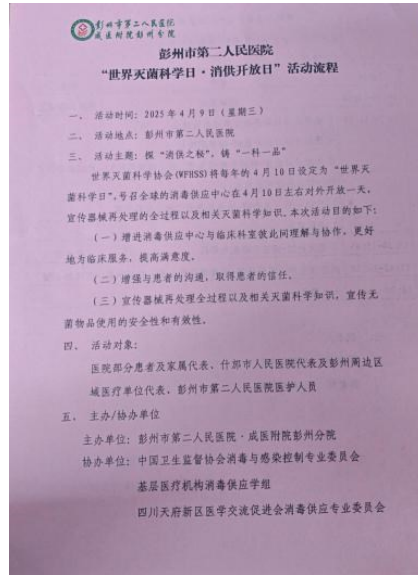 彭州市第二人民医院
成医附院彭州分院
彭州市第二人民医院
“世界灭菌科学日·消供开放日”活动流程
一、 活动时间：2025年4月9日（星期三）
二、 活动地点：彭州市第二人民医院
三、 活动主题：探“消供之秘”，铸“一科一品”
世界灭菌科学协会(WFHSS)将每年的4月10日设定为“世界灭
菌科学日”，号召全球的消毒供应中心在4月10日左右对外开放一天，
宣传器械再处理的全过程以及相关灭菌科学知识。本次活动目的如下：
（一）增进消毒供应中心与临床科室彼此间理解与协作，更好
地为临床服务，提高满意度。
（二）增强与患者的沟通，取得患者的信任。
（三）宣传器械再处理全过程以及相关灭菌科学知识，宣传无
菌物品使用的安全性和有效性。
四、 活动对象：
医院部分患者及家属代表、什邡市人民医院代表及彭州周边区
域医疗单位代表、彭州市第二人民医院医护人员
五、 主办/协办单位
主办单位：彭州市第二人民医院·成医附院彭州分院
协办单位：中国卫生监督协会消毒与感染控制专业委员会
基层医疗机构消毒供应学组
四川天府新区医学交流促进会消毒供应专业委员会